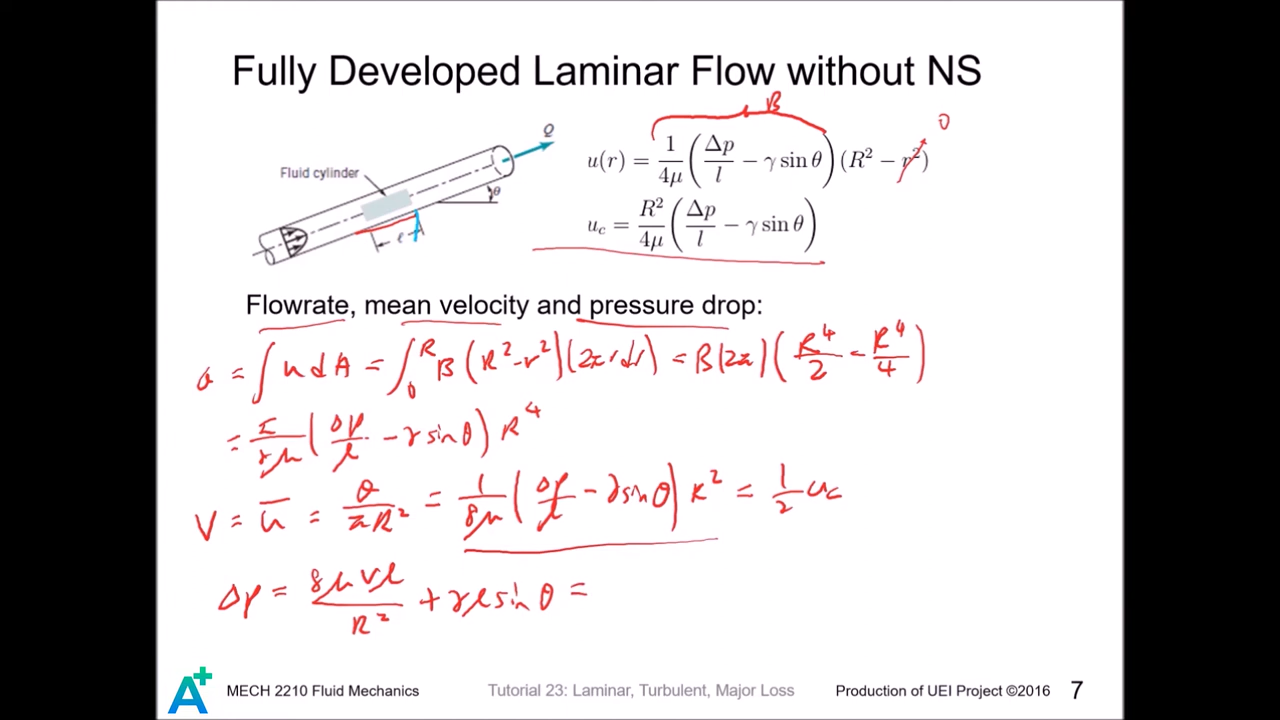 Fully Developed Laminar Flow without NS
B
0
Q
Fluid cylinder
θ
ℓ
u(r) = 1/4μ (Δp/l − γ sin θ) (R² − r²)
u_c = R²/4μ (Δp/l − γ sin θ)
Flowrate, mean velocity and pressure drop:
Q = ∫ u dA = ∫₀ᴿ B (R² − r²)(2πrdr) = B(2π)(R⁴/2 − R⁴/4)
= π/8μ (Δp/l − γ sin θ) R⁴
V = ū = Q/πR² = 1/8μ (Δp/l − γ sin θ) R² = 1/2 u_c
Δp = 8μVl/R² + γl sin θ =
A+
MECH 2210 Fluid Mechanics
Tutorial 23: Laminar, Turbulent, Major Loss
Production of UEI Project ©2016
7